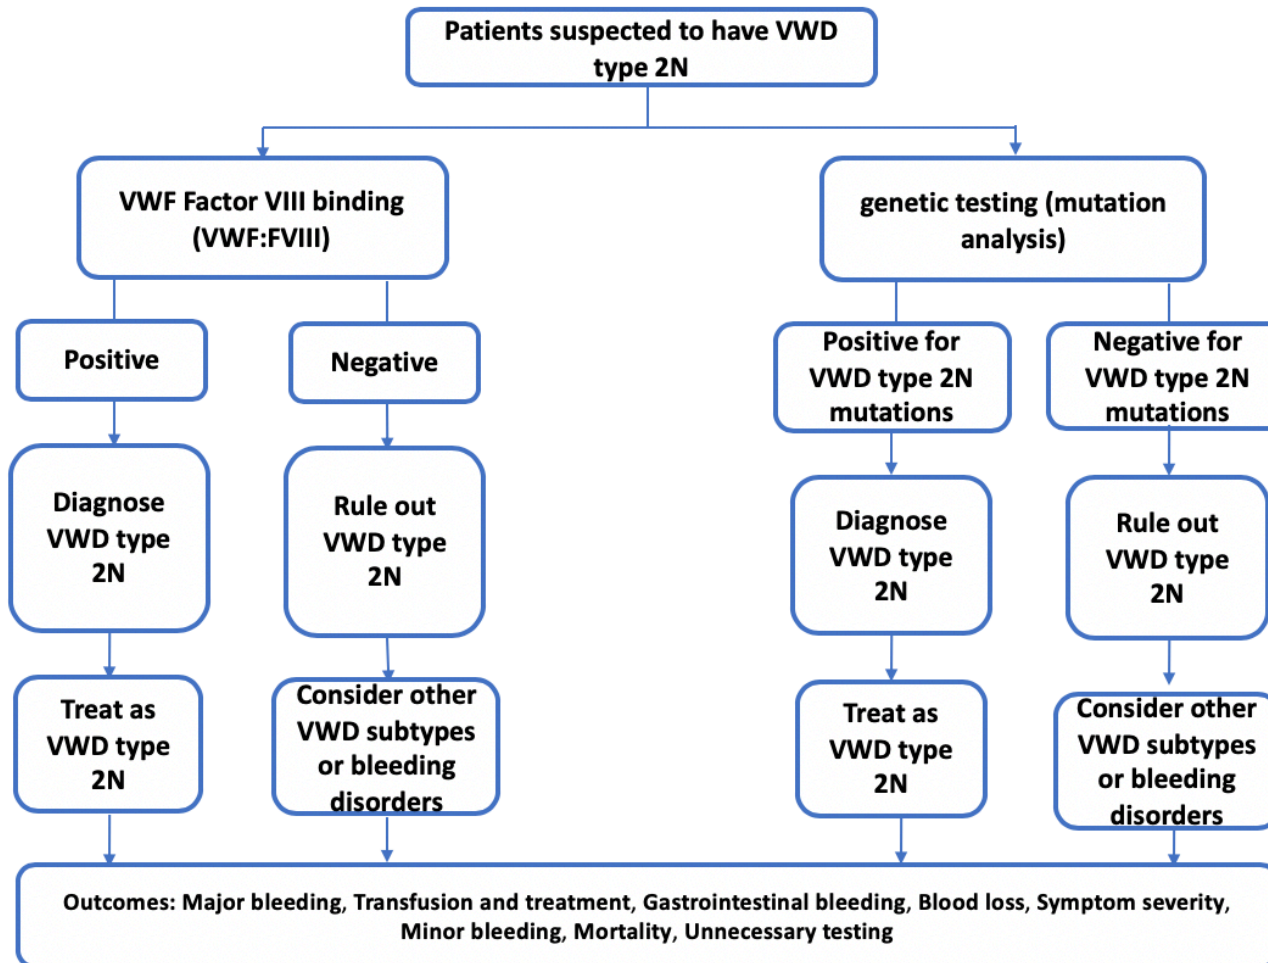 Patients suspected to have VWD
type 2N
VWF Factor VIII binding
(VWF:FVIII)
genetic testing (mutation
analysis)
Positive
Negative
Positive for
VWD type 2N
mutations
Negative for
VWD type 2N
mutations
Diagnose
VWD type
2N
Rule out
VWD type
2N
Diagnose
VWD type
2N
Rule out
VWD type
2N
Treat as
VWD type
2N
Consider other
VWD subtypes
or bleeding
disorders
Treat as
VWD type
2N
Consider other
VWD subtypes
or bleeding
disorders
Outcomes: Major bleeding, Transfusion and treatment, Gastrointestinal bleeding, Blood loss, Symptom severity,
Minor bleeding, Mortality, Unnecessary testing